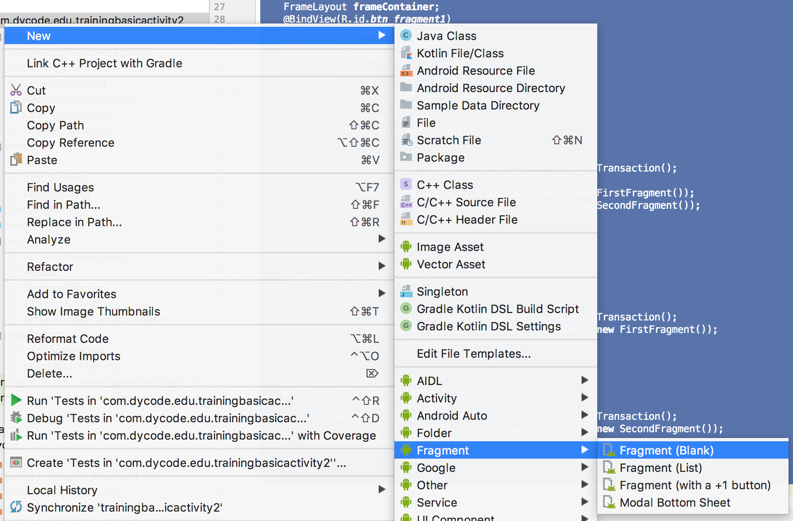 27
FrameLayout frameContainer;
m.dycode.edu.trainingbasicactivity2
28
@BindView(R.id.btn_fragment1)
New
Link C++ Project with Gradle
Cut ⌘X
Copy ⌘C
Copy Path ⇧⌘C
Copy Reference ⌥⇧⌘C
Paste ⌘V
Find Usages ⌥F7
Find in Path... ⇧⌘F
Replace in Path... ⇧⌘R
Analyze
Refactor
Add to Favorites
Show Image Thumbnails ⇧⌘T
Reformat Code ⌥⌘L
Optimize Imports ^⌥O
Delete... ⌦
Run 'Tests in 'com.dycode.edu.trainingbasicac...' ^⇧R
Debug 'Tests in 'com.dycode.edu.trainingbasicac...' ^⇧D
Run 'Tests in 'com.dycode.edu.trainingbasicac...' with Coverage
Create 'Tests in 'com.dycode.edu.trainingbasicactivity2''...
Local History
Synchronize 'trainingba...icactivity2'
Java Class
Kotlin File/Class
Android Resource File
Android Resource Directory
Sample Data Directory
File
Scratch File ⇧⌘N
Package
C++ Class
C/C++ Source File
C/C++ Header File
Image Asset
Vector Asset
Singleton
Gradle Kotlin DSL Build Script
Gradle Kotlin DSL Settings
Edit File Templates...
AIDL
Activity
Android Auto
Folder
Fragment
Google
Other
Service
UI Component
Transaction();
FirstFragment());
SecondFragment());
Transaction();
new FirstFragment());
Transaction();
new SecondFragment());
Fragment (Blank)
Fragment (List)
Fragment (with a +1 button)
Modal Bottom Sheet